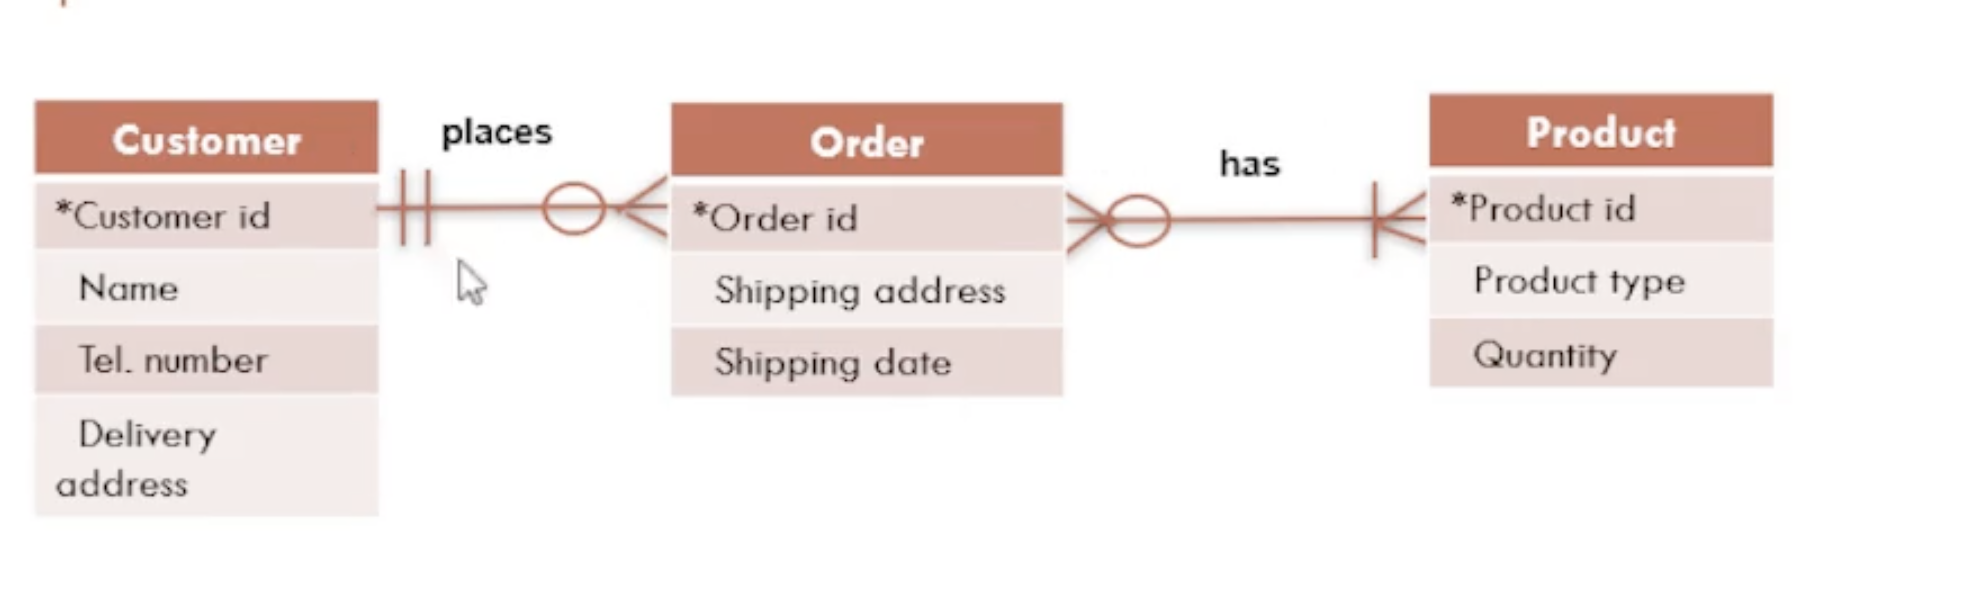 Customer
*Customer id
Name
Tel. number
Delivery
address
places
Order
*Order id
Shipping address
Shipping date
has
Product
*Product id
Product type
Quantity